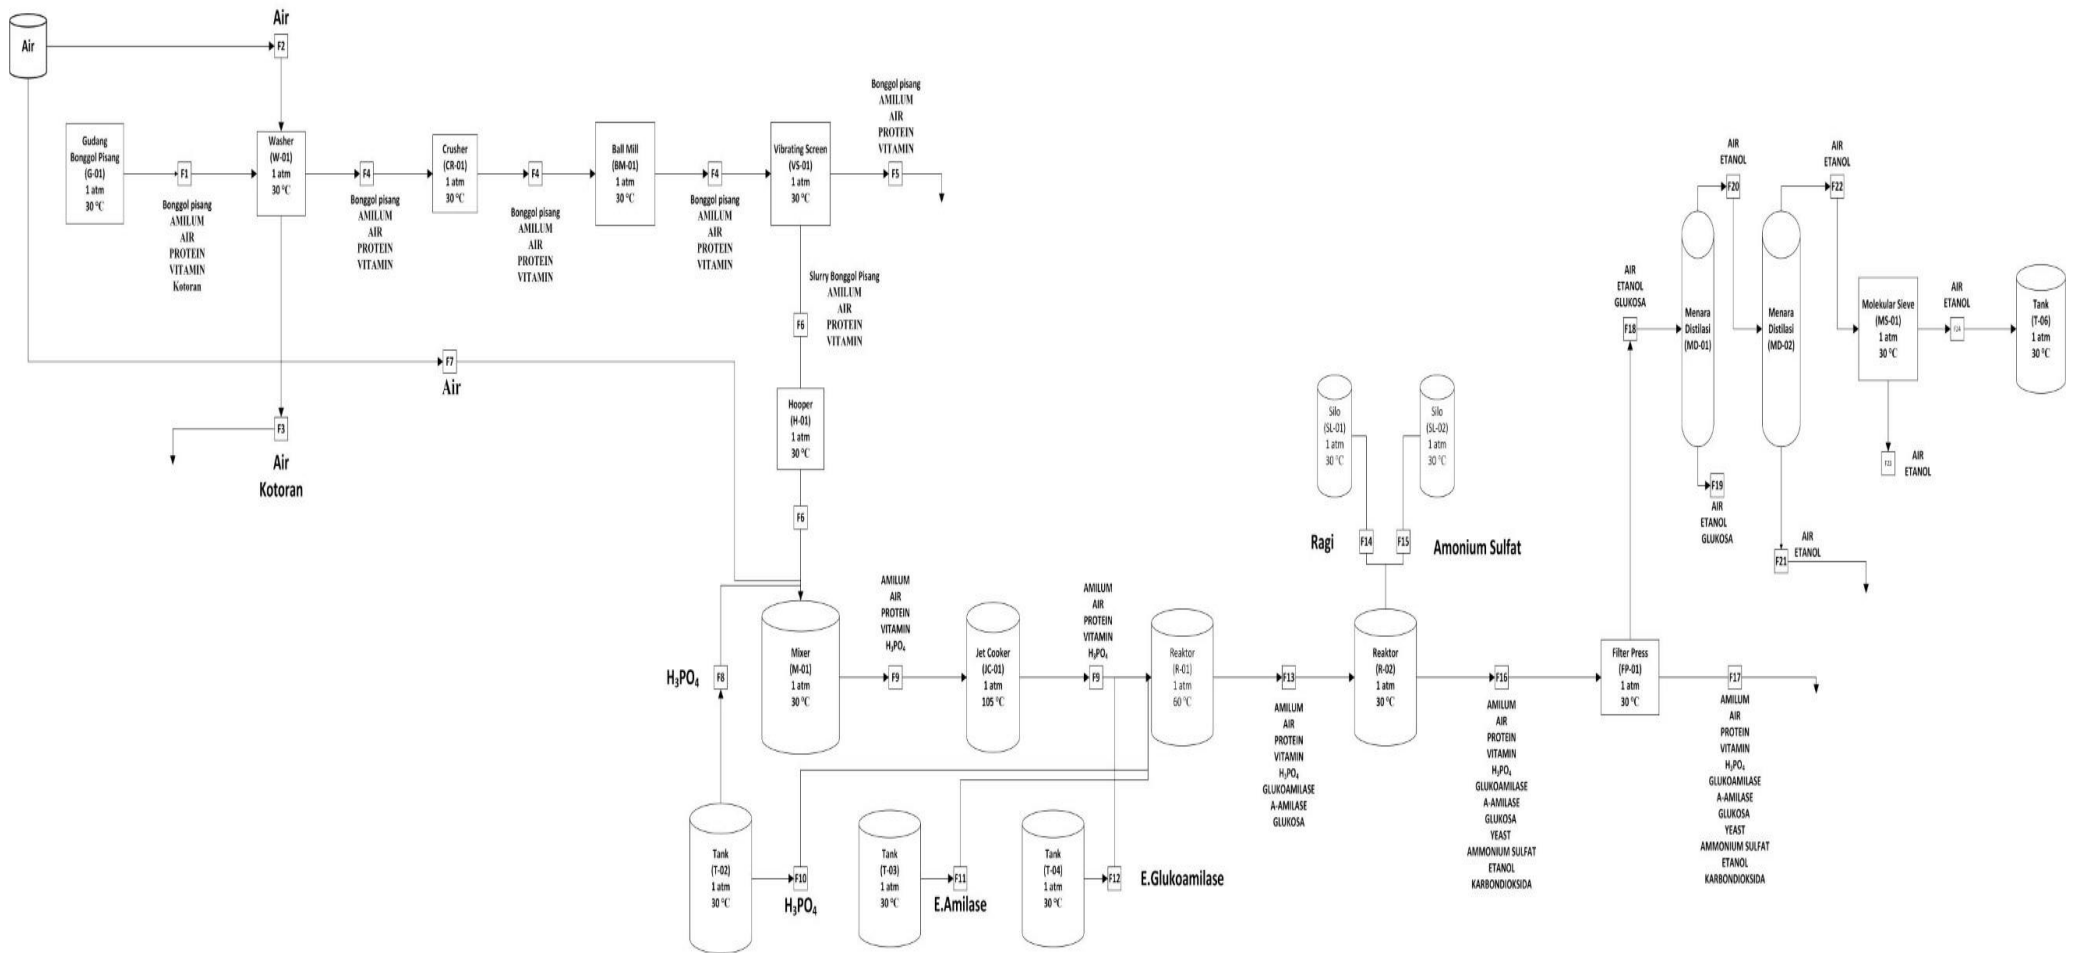 Air
Air
F2
Gudang
Bonggol Pisang
(G-01)
1 atm
30 °C
F1
Bonggol pisang
AMILUM
AIR
PROTEIN
VITAMIN
Kotoran
Washer
(W-01)
1 atm
30 °C
F4
Bonggol pisang
AMILUM
AIR
PROTEIN
VITAMIN
Crusher
(CR-01)
1 atm
30 °C
F4
Bonggol pisang
AMILUM
AIR
PROTEIN
VITAMIN
Ball Mill
(BM-01)
1 atm
30 °C
F4
Bonggol pisang
AMILUM
AIR
PROTEIN
VITAMIN
Vibrating Screen
(VS-01)
1 atm
30 °C
Bonggol pisang
AMILUM
AIR
PROTEIN
VITAMIN
F5
Slurry Bonggol Pisang
AMILUM
AIR
PROTEIN
VITAMIN
F6
F7
Air
F3
Air
Kotoran
Hooper
(H-01)
1 atm
30 °C
F6
H₃PO₄
F8
Mixer
(M-01)
1 atm
30 °C
AMILUM
AIR
PROTEIN
VITAMIN
H₃PO₄
F9
Jet Cooker
(JC-01)
1 atm
105 °C
AMILUM
AIR
PROTEIN
VITAMIN
H₃PO₄
F9
Reaktor
(R-01)
1 atm
60 °C
F13
AMILUM
AIR
PROTEIN
VITAMIN
H₃PO₄
GLUKOAMILASE
A-AMILASE
GLUKOSA
Silo
(SL-01)
1 atm
30 °C
Silo
(SL-02)
1 atm
30 °C
Ragi
F14
F15
Amonium Sulfat
Reaktor
(R-02)
1 atm
30 °C
F16
AMILUM
AIR
PROTEIN
VITAMIN
H₃PO₄
GLUKOAMILASE
A-AMILASE
GLUKOSA
YEAST
AMMONIUM SULFAT
ETANOL
KARBONDIOKSIDA
Filter Press
(FP-01)
1 atm
30 °C
F17
AMILUM
AIR
PROTEIN
VITAMIN
H₃PO₄
GLUKOAMILASE
A-AMILASE
GLUKOSA
YEAST
AMMONIUM SULFAT
ETANOL
KARBONDIOKSIDA
AIR
ETANOL
GLUKOSA
F18
Menara
Distilasi
(MD-01)
AIR
ETANOL
F20
F19
AIR
ETANOL
GLUKOSA
Menara
Distilasi
(MD-02)
AIR
ETANOL
F22
F21
AIR
ETANOL
Molekular Sieve
(MS-01)
1 atm
30 °C
AIR
ETANOL
AIR
ETANOL
Tank
(T-06)
1 atm
30 °C
Tank
(T-02)
1 atm
30 °C
F10
H₃PO₄
Tank
(T-03)
1 atm
30 °C
F11
E.Amilase
Tank
(T-04)
1 atm
30 °C
F12
E.Glukoamilase